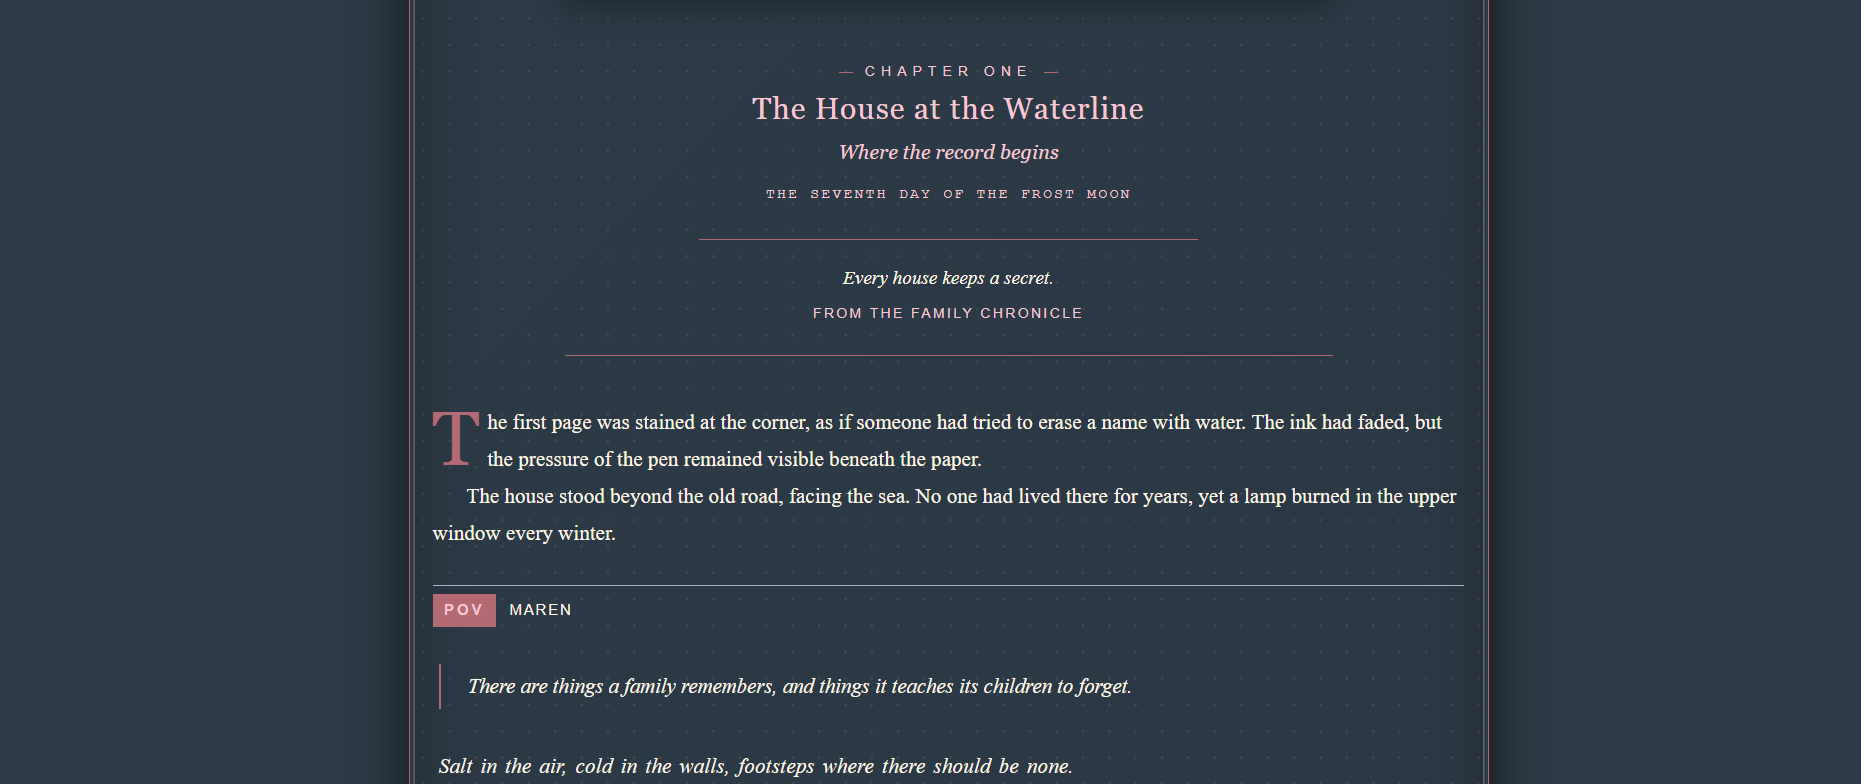 — CHAPTER ONE —
The House at the Waterline
Where the record begins
THE SEVENTH DAY OF THE FROST MOON
Every house keeps a secret.
FROM THE FAMILY CHRONICLE
The first page was stained at the corner, as if someone had tried to erase a name with water. The ink had faded, but
the pressure of the pen remained visible beneath the paper.
The house stood beyond the old road, facing the sea. No one had lived there for years, yet a lamp burned in the upper
window every winter.
POV MAREN
There are things a family remembers, and things it teaches its children to forget.
Salt in the air, cold in the walls, footsteps where there should be none.